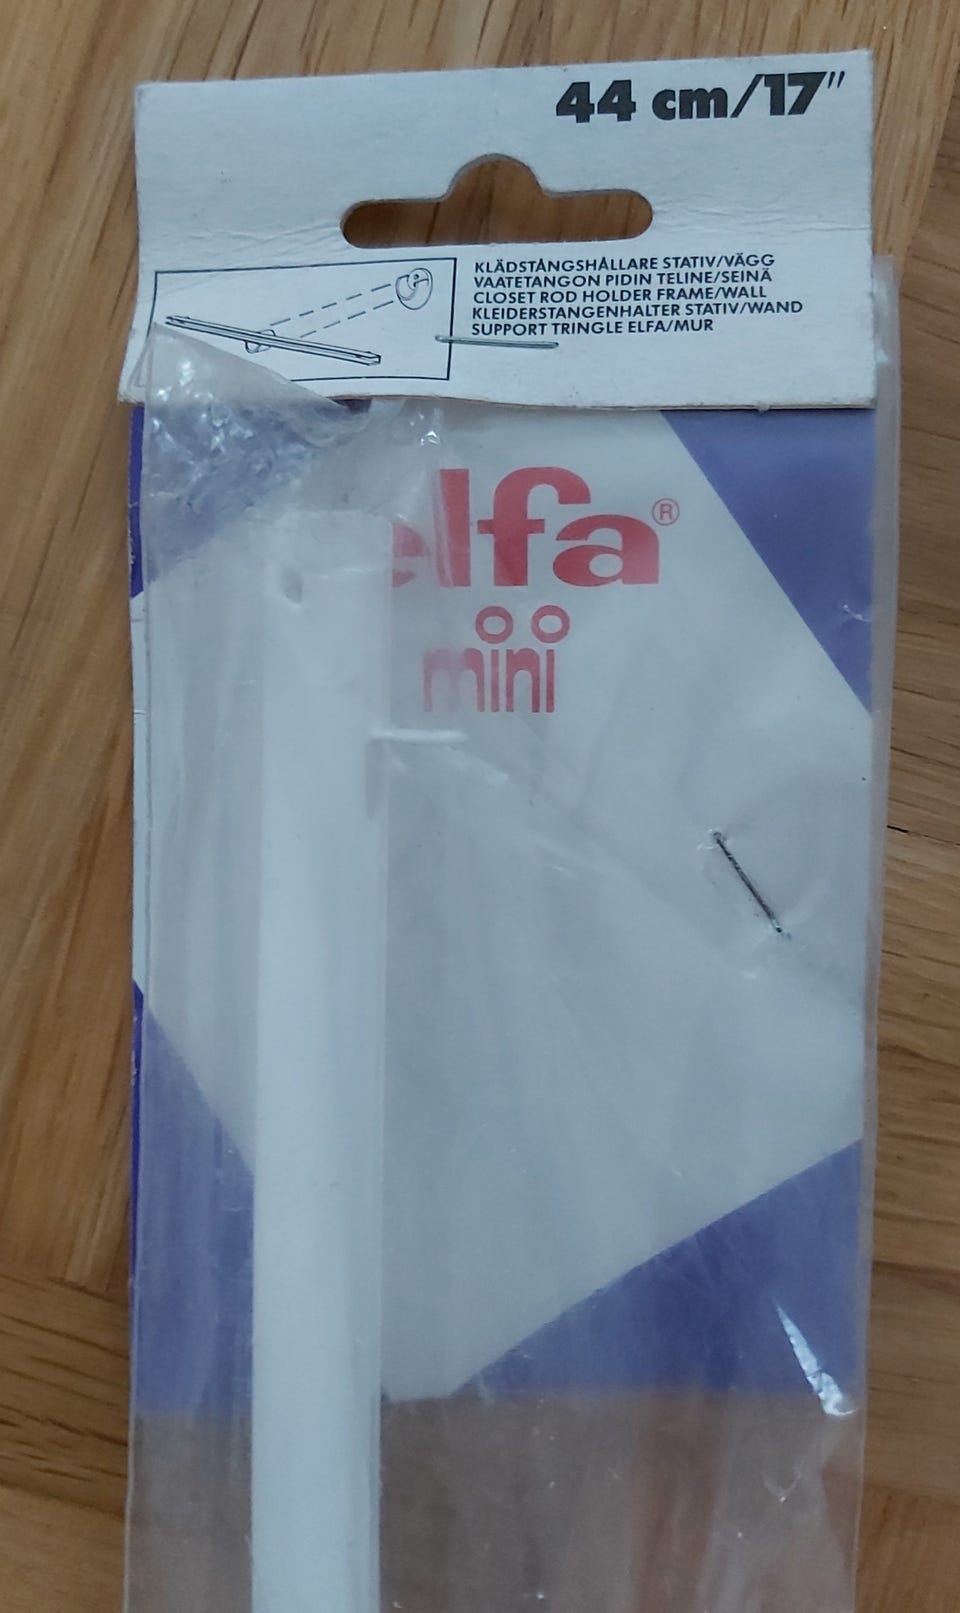 44 cm/17"
KLÄDSTÅNGSHÅLLARE STATIV/VÄGG
VAATETANGON PIDIN TELINE/SEINÄ
CLOSET ROD HOLDER FRAME/WALL
KLEIDERSTANGENHALTER STATIV/WAND
SUPPORT TRINGLE ELFA/MUR
elfa®
mini